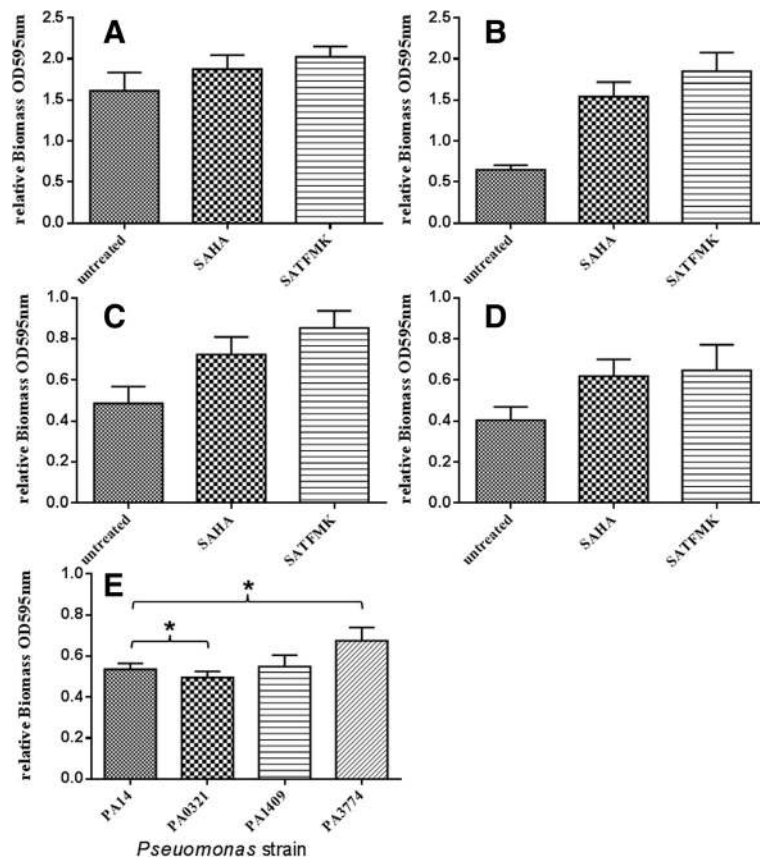 A
relative Biomass OD595nm
2.5
2.0
1.5
1.0
0.5
0.0
untreated
SAHA
SATFMK
B
relative Biomass OD595nm
2.5
2.0
1.5
1.0
0.5
0.0
untreated
SAHA
SATFMK
C
relative Biomass OD595nm
1.0
0.8
0.6
0.4
0.2
0.0
untreated
SAHA
SATFMK
D
relative Biomass OD595nm
1.0
0.8
0.6
0.4
0.2
0.0
untreated
SAHA
SATFMK
E
relative Biomass OD595nm
1.0
0.8
0.6
0.4
0.2
0.0
*
*
PA14
PA0321
PA1409
PA3774
Pseuomonas strain